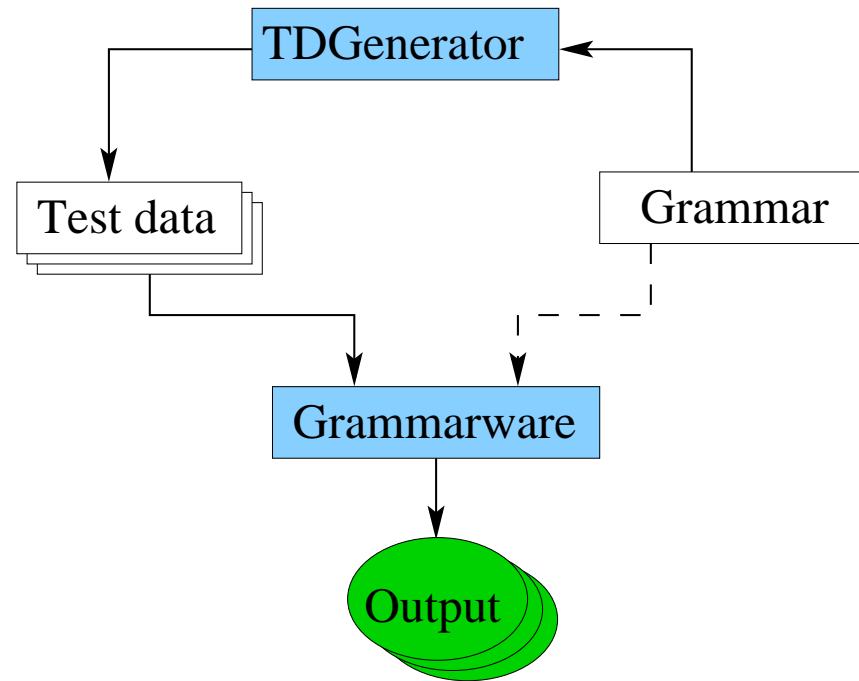 TDGenerator
Test data
Grammar
Grammarware
Output